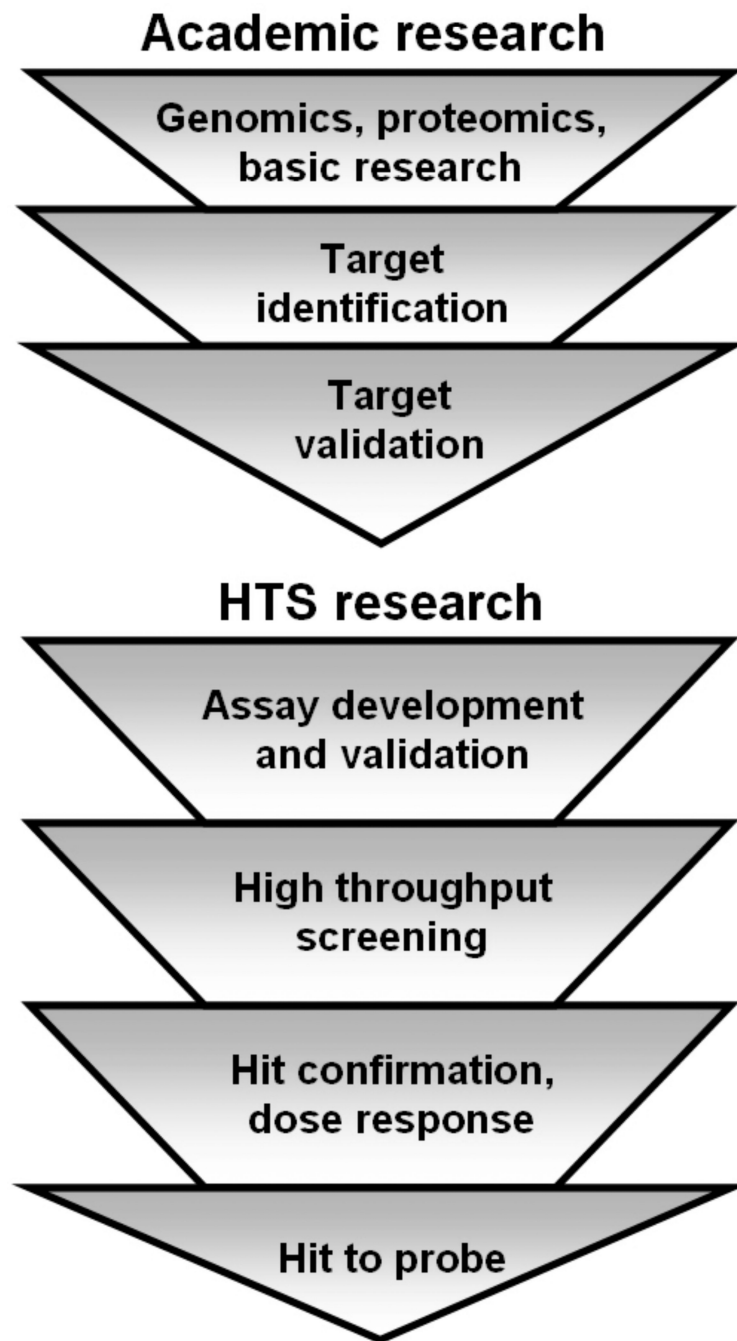 Academic research
Genomics, proteomics,
basic research
Target
identification
Target
validation
HTS research
Assay development
and validation
High throughput
screening
Hit confirmation,
dose response
Hit to probe